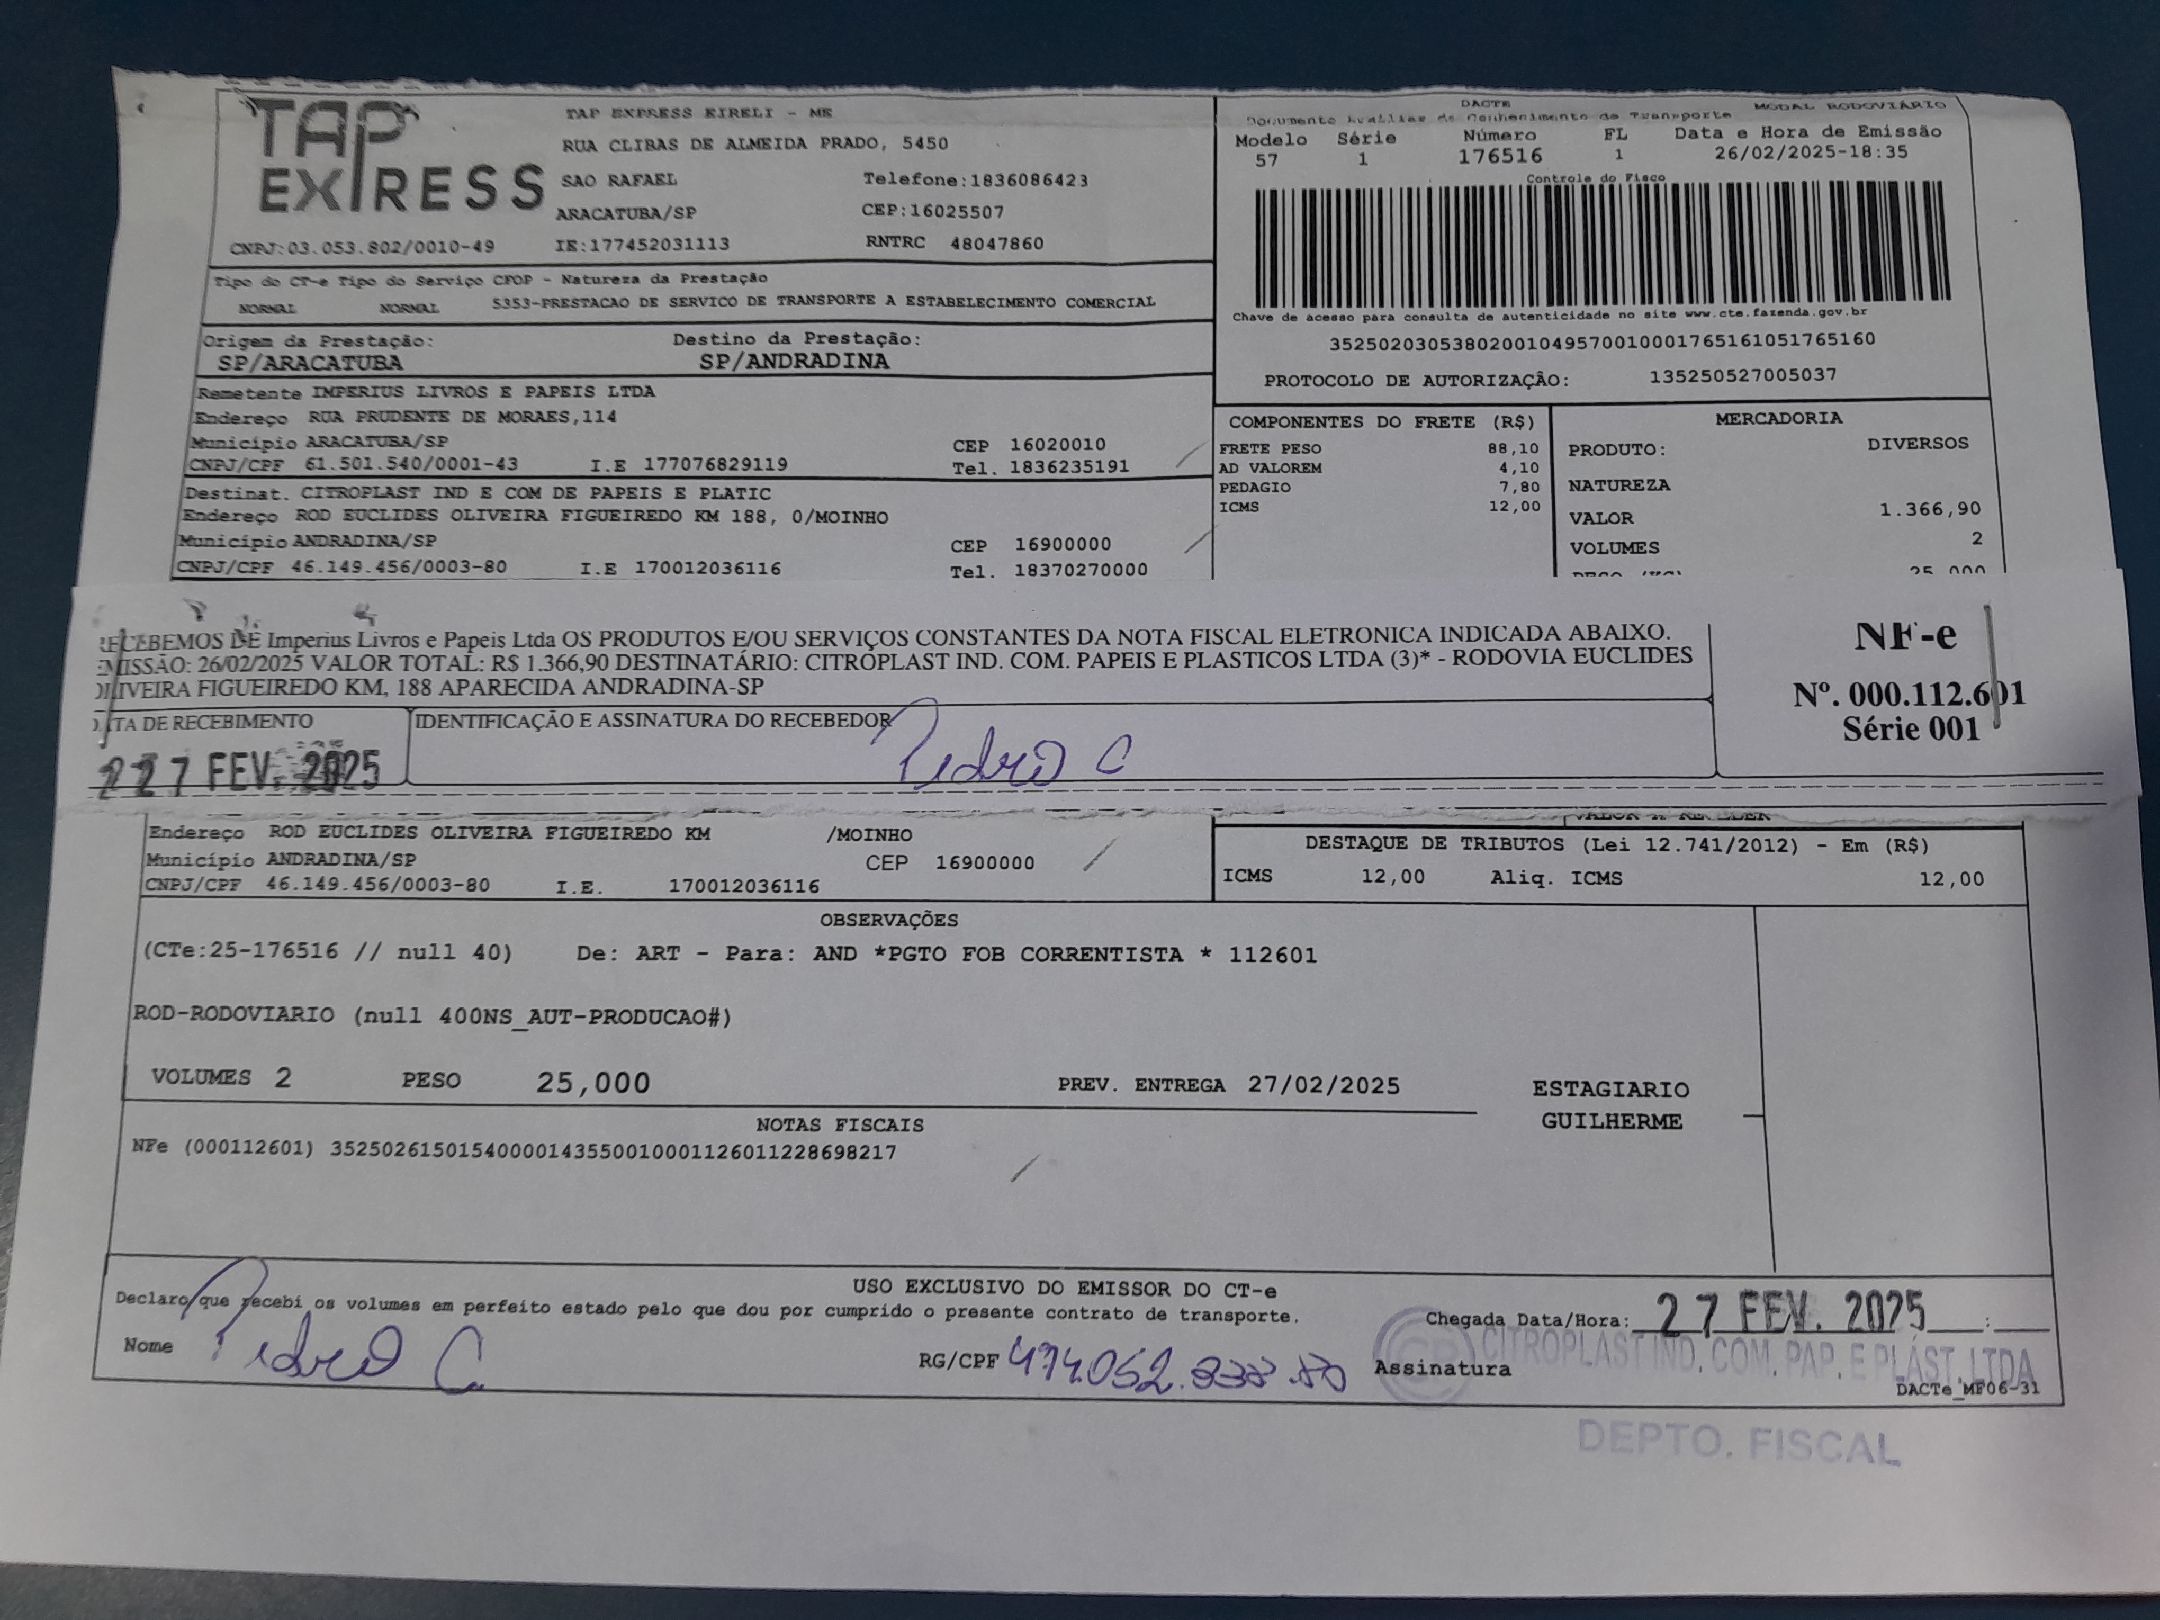 TAP EXPRESS
TAP EXPRESS EIRELI - ME
RUA CLIBAS DE ALMEIDA PRADO, 5450
SAO RAFAEL Telefone:1836086423
ARACATUBA/SP CEP:16025507
CNPJ:03.053.802/0010-49 IE:177452031113 RNTRC 48047860
DACTE MODAL RODOVIÁRIO
Documento Auxiliar do Conhecimento de Transporte
Modelo Série Número FL Data e Hora de Emissão
57 1 176516 1 26/02/2025-18:35
Controle do Fisco
Chave de acesso para consulta de autenticidade no site www.cte.fazenda.gov.br
35250203053802001049570010001765161051765160
PROTOCOLO DE AUTORIZAÇÃO: 135250527005037
Tipo do CT-e Tipo do Serviço CFOP - Natureza da Prestação
NORMAL NORMAL 5353-PRESTACAO DE SERVICO DE TRANSPORTE A ESTABELECIMENTO COMERCIAL
Origem da Prestação: Destino da Prestação:
SP/ARACATUBA SP/ANDRADINA
Remetente IMPERIUS LIVROS E PAPEIS LTDA
Endereço RUA PRUDENTE DE MORAES,114
Município ARACATUBA/SP CEP 16020010
CNPJ/CPF 61.501.540/0001-43 I.E 177076829119 Tel. 1836235191
Destinat. CITROPLAST IND E COM DE PAPEIS E PLATIC
Endereço ROD EUCLIDES OLIVEIRA FIGUEIREDO KM 188, 0/MOINHO
Município ANDRADINA/SP CEP 16900000
CNPJ/CPF 46.149.456/0003-80 I.E 170012036116 Tel. 18370270000
COMPONENTES DO FRETE (R$)
FRETE PESO 88,10
AD VALOREM 4,10
PEDAGIO 7,80
ICMS 12,00
MERCADORIA
PRODUTO: DIVERSOS
NATUREZA
VALOR 1.366,90
VOLUMES 2
RECEBEMOS DE Imperius Livros e Papeis Ltda OS PRODUTOS E/OU SERVIÇOS CONSTANTES DA NOTA FISCAL ELETRONICA INDICADA ABAIXO.
EMISSÃO: 26/02/2025 VALOR TOTAL: R$ 1.366,90 DESTINATÁRIO: CITROPLAST IND. COM. PAPEIS E PLASTICOS LTDA (3)* - RODOVIA EUCLIDES
OLIVEIRA FIGUEIREDO KM, 188 APARECIDA ANDRADINA-SP
DATA DE RECEBIMENTO IDENTIFICAÇÃO E ASSINATURA DO RECEBEDOR
27 FEV. 2025 Pedro C
NF-e
Nº. 000.112.601
Série 001
Endereço ROD EUCLIDES OLIVEIRA FIGUEIREDO KM /MOINHO
Município ANDRADINA/SP CEP 16900000
CNPJ/CPF 46.149.456/0003-80 I.E. 170012036116
DESTAQUE DE TRIBUTOS (Lei 12.741/2012) - Em (R$)
ICMS 12,00 Aliq. ICMS 12,00
OBSERVAÇÕES
(CTe:25-176516 // null 40) De: ART - Para: AND *PGTO FOB CORRENTISTA * 112601
ROD-RODOVIARIO (null 400NS_AUT-PRODUCAO#)
VOLUMES 2 PESO 25,000 PREV. ENTREGA 27/02/2025
ESTAGIARIO
GUILHERME
NOTAS FISCAIS
NFe (000112601) 35250261501540000143550010001126011228698217
USO EXCLUSIVO DO EMISSOR DO CT-e
Declaro que recebi os volumes em perfeito estado pelo que dou por cumprido o presente contrato de transporte.
Chegada Data/Hora: 27 FEV. 2025 :
Nome Pedro C RG/CPF Assinatura
CITROPLAST IND. COM. PAP. E PLÁST. LTDA
DACTe_MF06-31
DEPTO. FISCAL